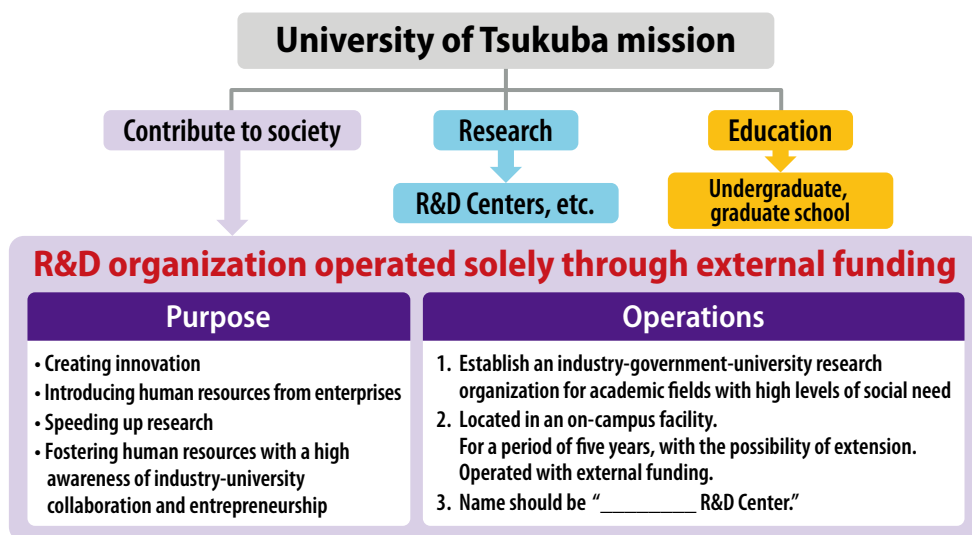 University of Tsukuba mission
Contribute to society
Research
Education
R&D Centers, etc.
Undergraduate,
graduate school
R&D organization operated solely through external funding
Purpose
• Creating innovation
• Introducing human resources from enterprises
• Speeding up research
• Fostering human resources with a high
awareness of industry-university
collaboration and entrepreneurship
Operations
1. Establish an industry-government-university research
organization for academic fields with high levels of social need
2. Located in an on-campus facility.
For a period of five years, with the possibility of extension.
Operated with external funding.
3. Name should be “________ R&D Center.”